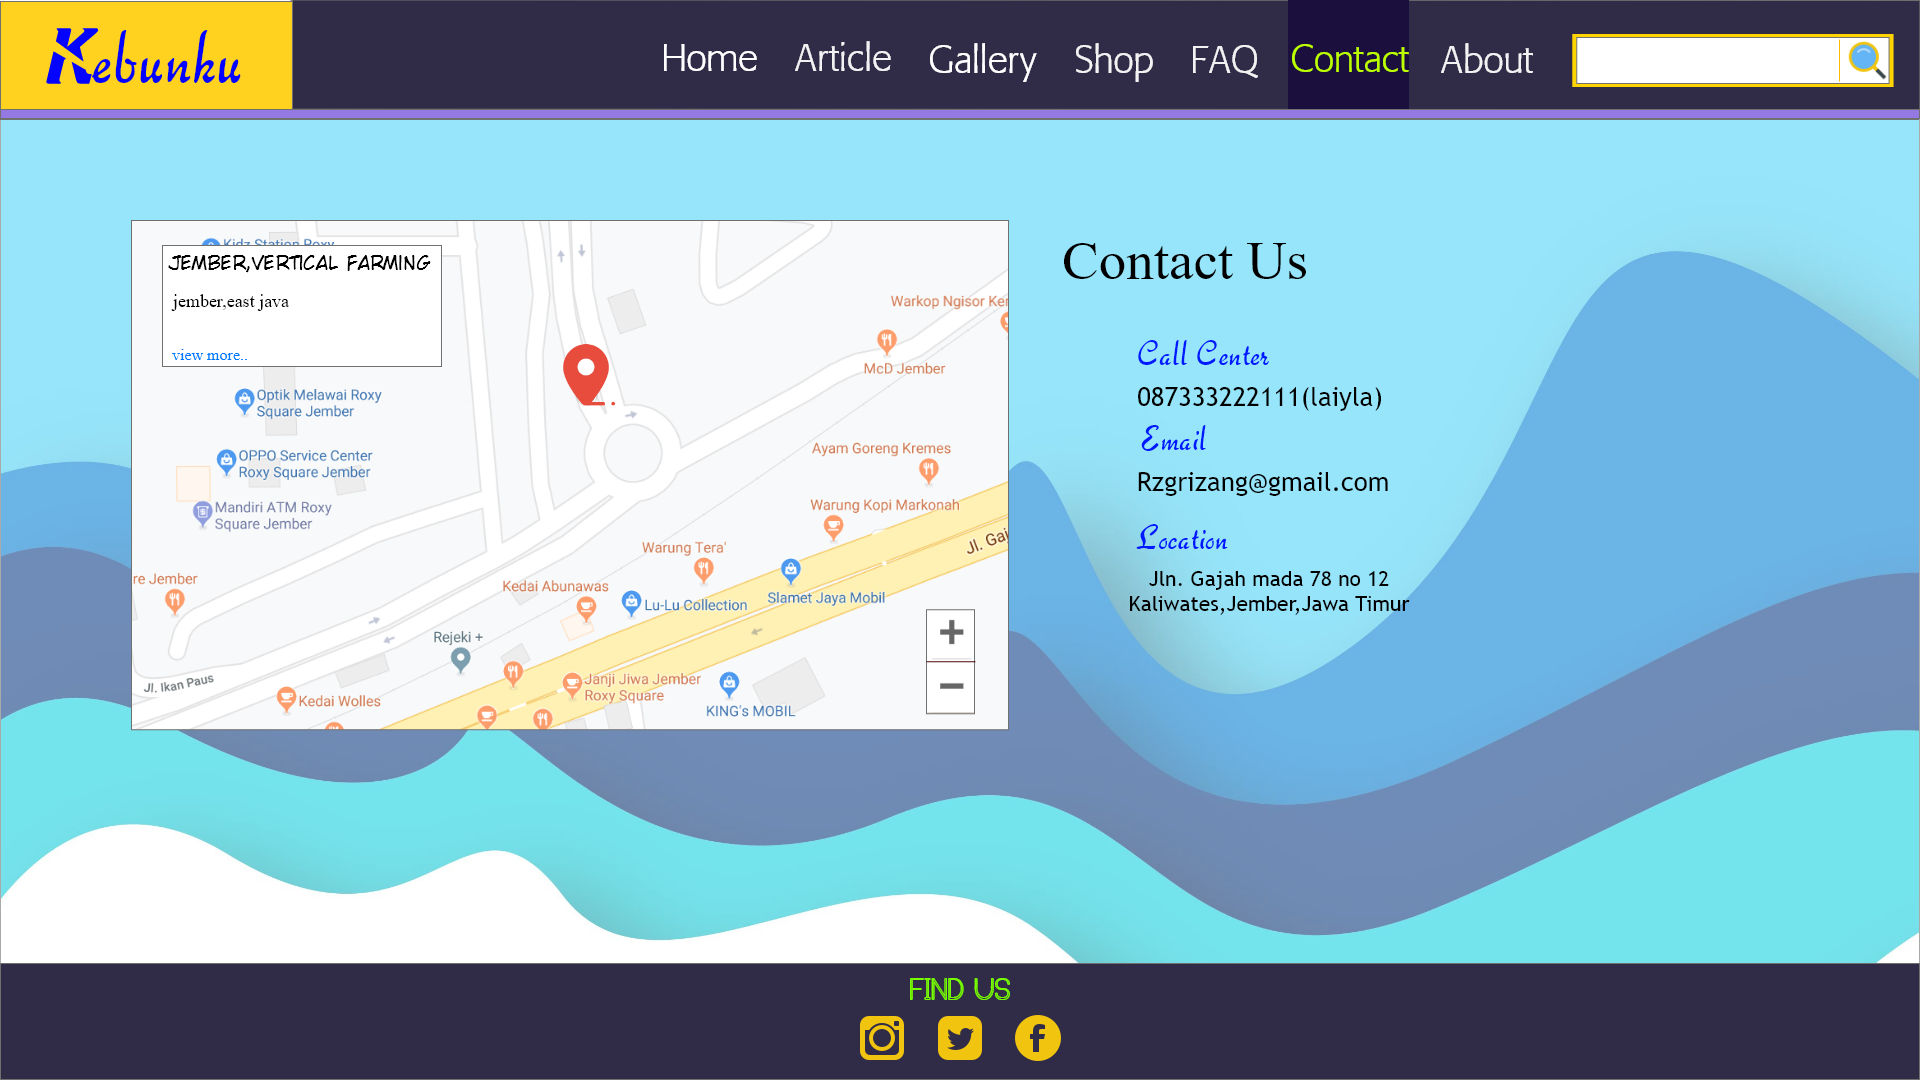 Kebunku
Home
Article
Gallery
Shop
FAQ
Contact
About
Kidz Station Roxy
JEMBER,VERTICAL FARMING
jember,east java
view more..
Optik Melawai Roxy
Square Jember
OPPO Service Center
Roxy Square Jember
Mandiri ATM Roxy
Square Jember
re Jember
Jl. Ikan Paus
Kedai Wolles
Rejeki +
Kedai Abunawas
Warung Tera'
Lu-Lu Collection
Slamet Jaya Mobil
Janji Jiwa Jember
Roxy Square
KING's MOBIL
Warkop Ngisor Ker
McD Jember
Ayam Goreng Kremes
Warung Kopi Markonah
Jl. Gaj
Contact Us
Call Center
087333222111(laiyla)
Email
Rzgrizang@gmail.com
Location
Jln. Gajah mada 78 no 12
Kaliwates,Jember,Jawa Timur
FIND US